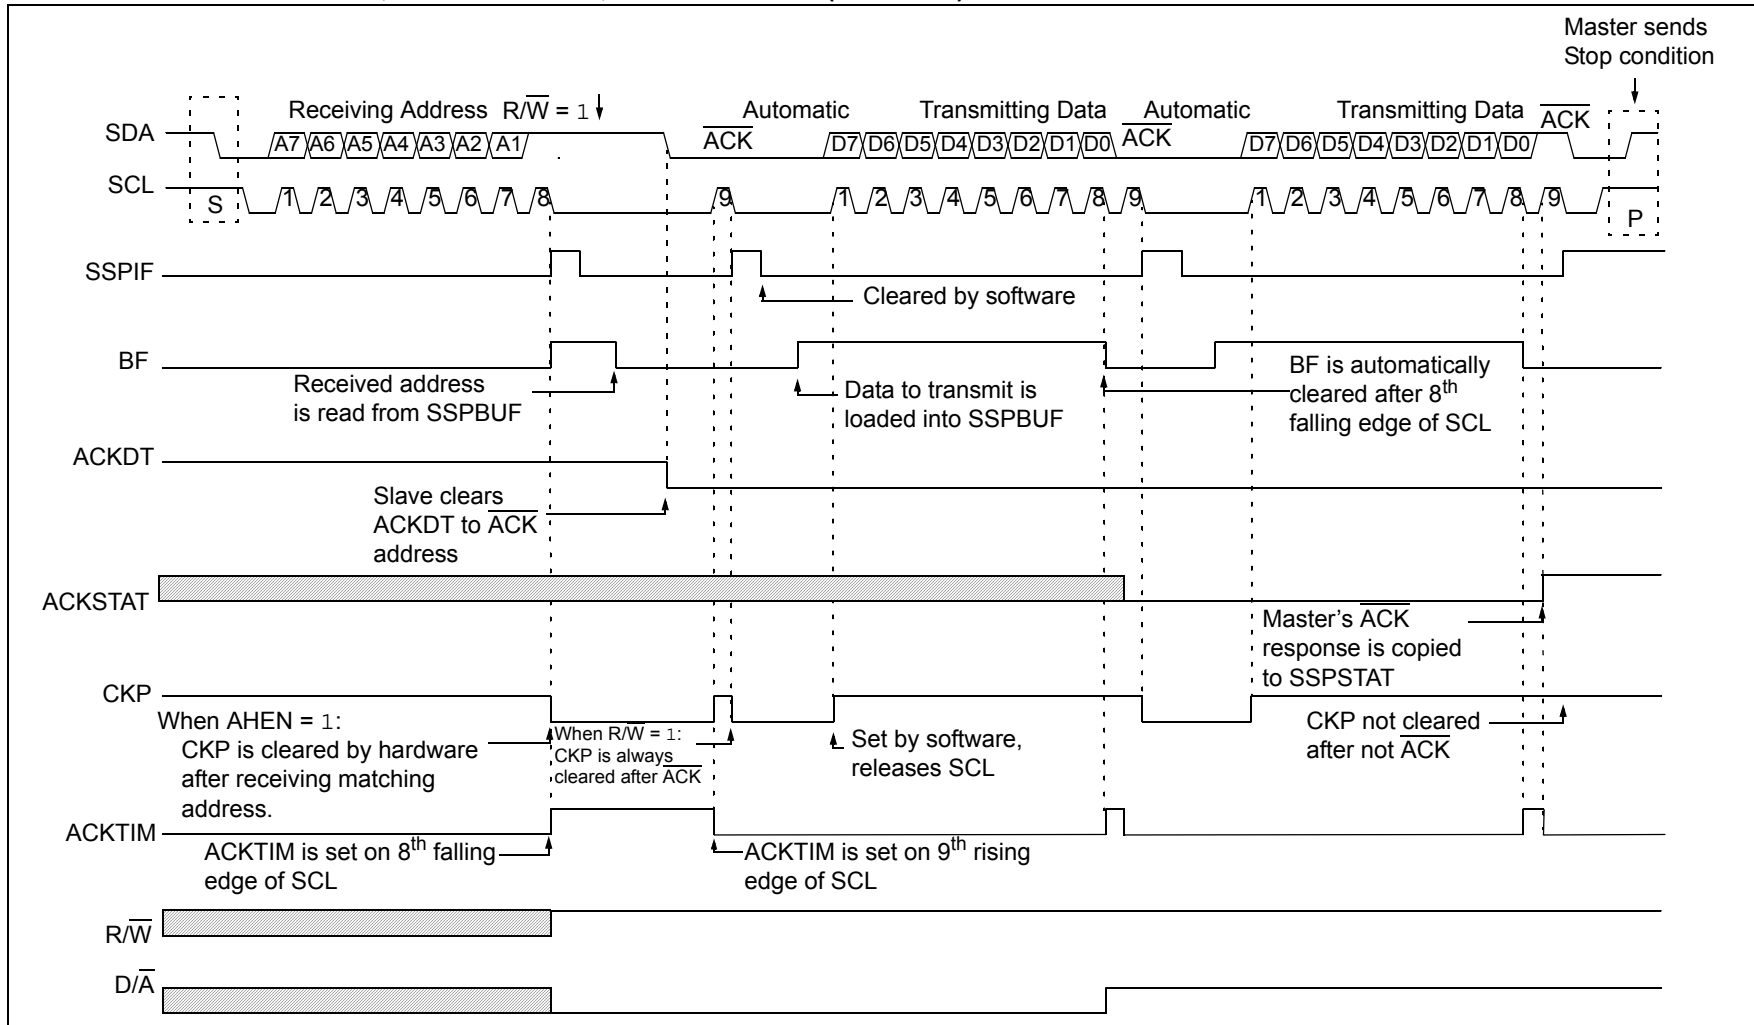 Master sends
Stop condition
Receiving Address R/W̅ = 1
Automatic
Transmitting Data
Automatic
Transmitting Data
A̅C̅K̅
SDA
A7 A6 A5 A4 A3 A2 A1
A̅C̅K̅
D7 D6 D5 D4 D3 D2 D1 D0
A̅C̅K̅
D7 D6 D5 D4 D3 D2 D1 D0
SCL
S
1 2 3 4 5 6 7 8
9
1 2 3 4 5 6 7 8 9
1 2 3 4 5 6 7 8 9
P
SSPIF
Cleared by software
BF
Received address
is read from SSPBUF
Data to transmit is
loaded into SSPBUF
BF is automatically
cleared after 8th
falling edge of SCL
ACKDT
Slave clears
ACKDT to A̅C̅K̅
address
ACKSTAT
Master's A̅C̅K̅
response is copied
to SSPSTAT
CKP
When AHEN = 1:
CKP is cleared by hardware
after receiving matching
address.
When R/W̅ = 1:
CKP is always
cleared after A̅C̅K̅
Set by software,
releases SCL
CKP not cleared
after not A̅C̅K̅
ACKTIM
ACKTIM is set on 8th falling
edge of SCL
ACKTIM is set on 9th rising
edge of SCL
R/W̅
D/A̅